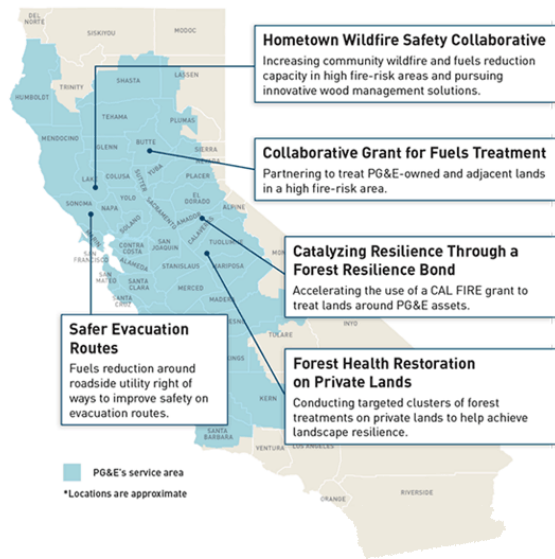 DEL
NORTE
SISKIYOU
MODOC
Hometown Wildfire Safety Collaborative
Increasing community wildfire and fuels reduction
capacity in high fire-risk areas and pursuing
innovative wood management solutions.
SHASTA
LASSEN
TRINITY
HUMBOLDT
TEHAMA
PLUMAS
MENDOCINO
GLENN
BUTTE
SIERRA
Collaborative Grant for Fuels Treatment
Partnering to treat PG&E-owned and adjacent lands
in a high fire-risk area.
LAKE
COLUSA
SUTTER
YUBA
PLACER
SONOMA
NAPA
YOLO
SACRAMENTO
EL
DORADO
ALPINE
SOLANO
AMADOR
CALAVERAS
MARIN
SAN
FRANCISCO
CONTRA
COSTA
SAN
JOAQUIN
TUOLUMNE
ALAMEDA
Catalyzing Resilience Through a
Forest Resilience Bond
Accelerating the use of a CAL FIRE grant to
treat lands around PG&E assets.
SAN
MATEO
SANTA
CLARA
STANISLAUS
MARIPOSA
SANTA
CRUZ
MERCED
MADERA
Safer Evacuation
Routes
Fuels reduction around
roadside utility right of
ways to improve safety on
evacuation routes.
TULARE
INYO
Forest Health Restoration
on Private Lands
Conducting targeted clusters of forest
treatments on private lands to help achieve
landscape resilience.
KERN
SANTA
BARBARA
VENTURA
LOS ANGELES
PG&E's service area
*Locations are approximate
ORANGE
RIVERSIDE